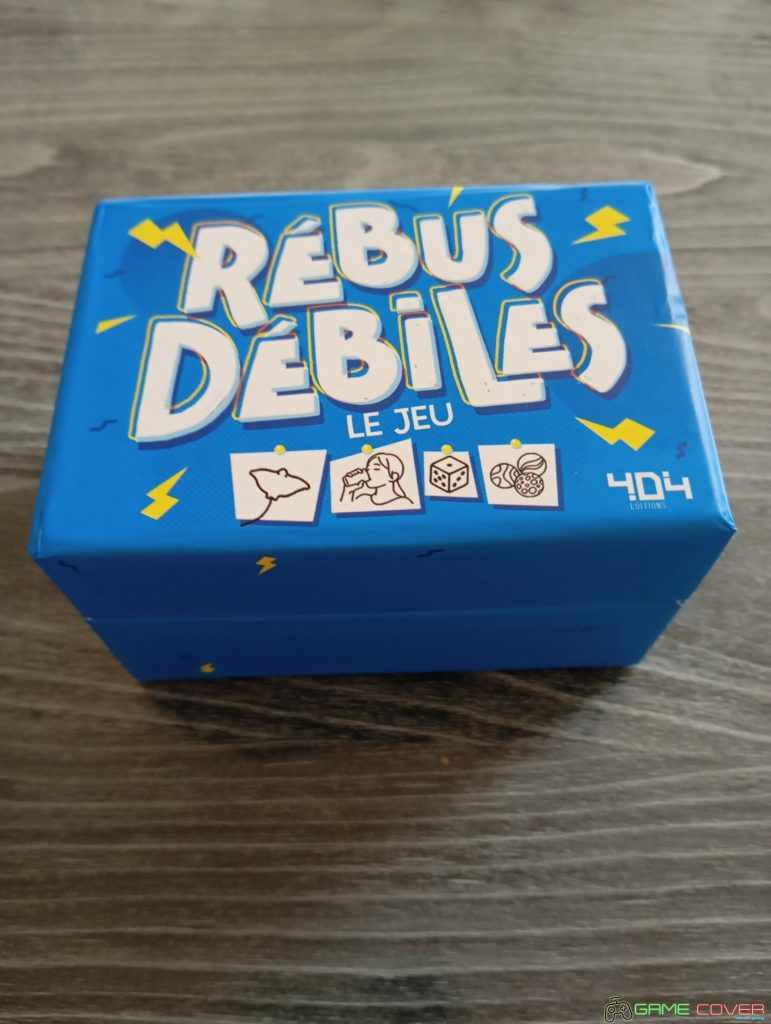 RÉBUS
DÉBiLES
LE JEU
404
ÉDITIONS
GAME COVER